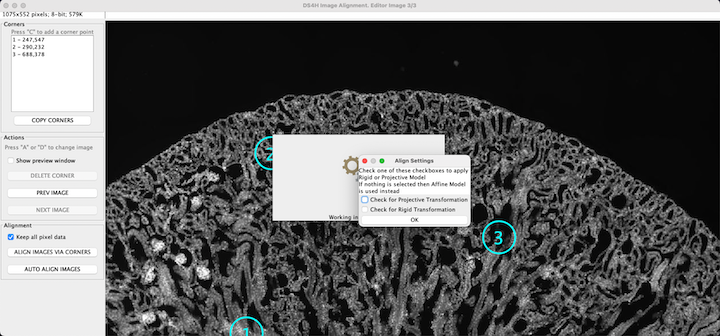 DS4H Image Alignment. Editor Image 3/3
1075x552 pixels; 8-bit; 579K
Corners
Press "C" to add a corner point
1 - 247,547
2 - 290,232
3 - 688,378
COPY CORNERS
Actions
Press "A" or "D" to change image
Show preview window
DELETE CORNER
PREV IMAGE
NEXT IMAGE
Alignment
Keep all pixel data
ALIGN IMAGES VIA CORNERS
AUTO ALIGN IMAGES
2
Working in
Align Settings
Check one of these checkboxes to apply
Rigid or Projective Model
If nothing is selected then Affine Model
is used instead
Check for Projective Transformation
Check for Rigid Transformation
OK
3
1